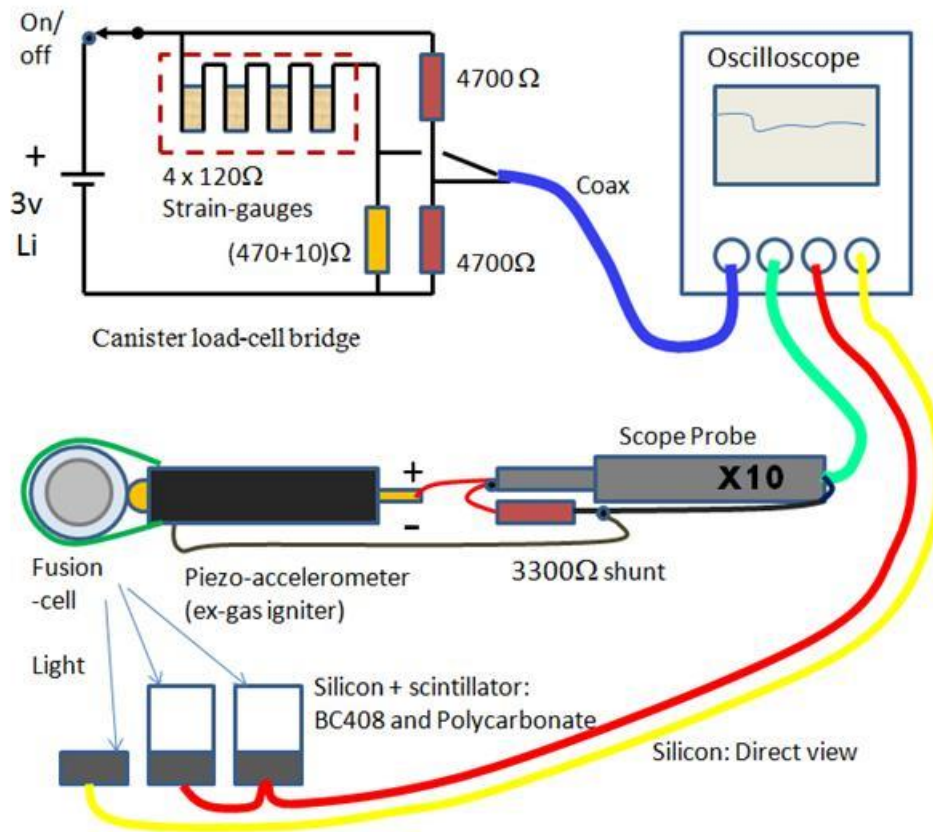 On/
off
+
3v
Li
4 x 120Ω
Strain-gauges
(470+10)Ω
4700 Ω
4700Ω
Coax
Oscilloscope
Canister load-cell bridge
Scope Probe
X10
+
-
3300Ω shunt
Fusion
-cell
Piezo-accelerometer
(ex-gas igniter)
Light
Silicon + scintillator:
BC408 and Polycarbonate
Silicon: Direct view